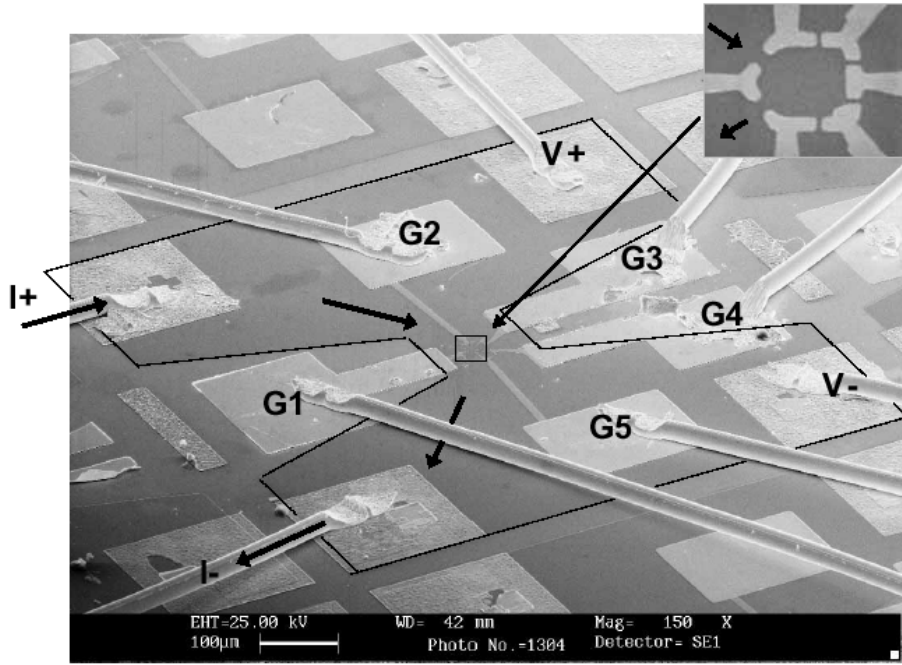 V+
G2
G3
I+
G4
V-
G1
G5
I-
EHT=25.00 kV WD= 42 mm Mag= 150 X
100µm Photo No.=1304 Detector= SE1